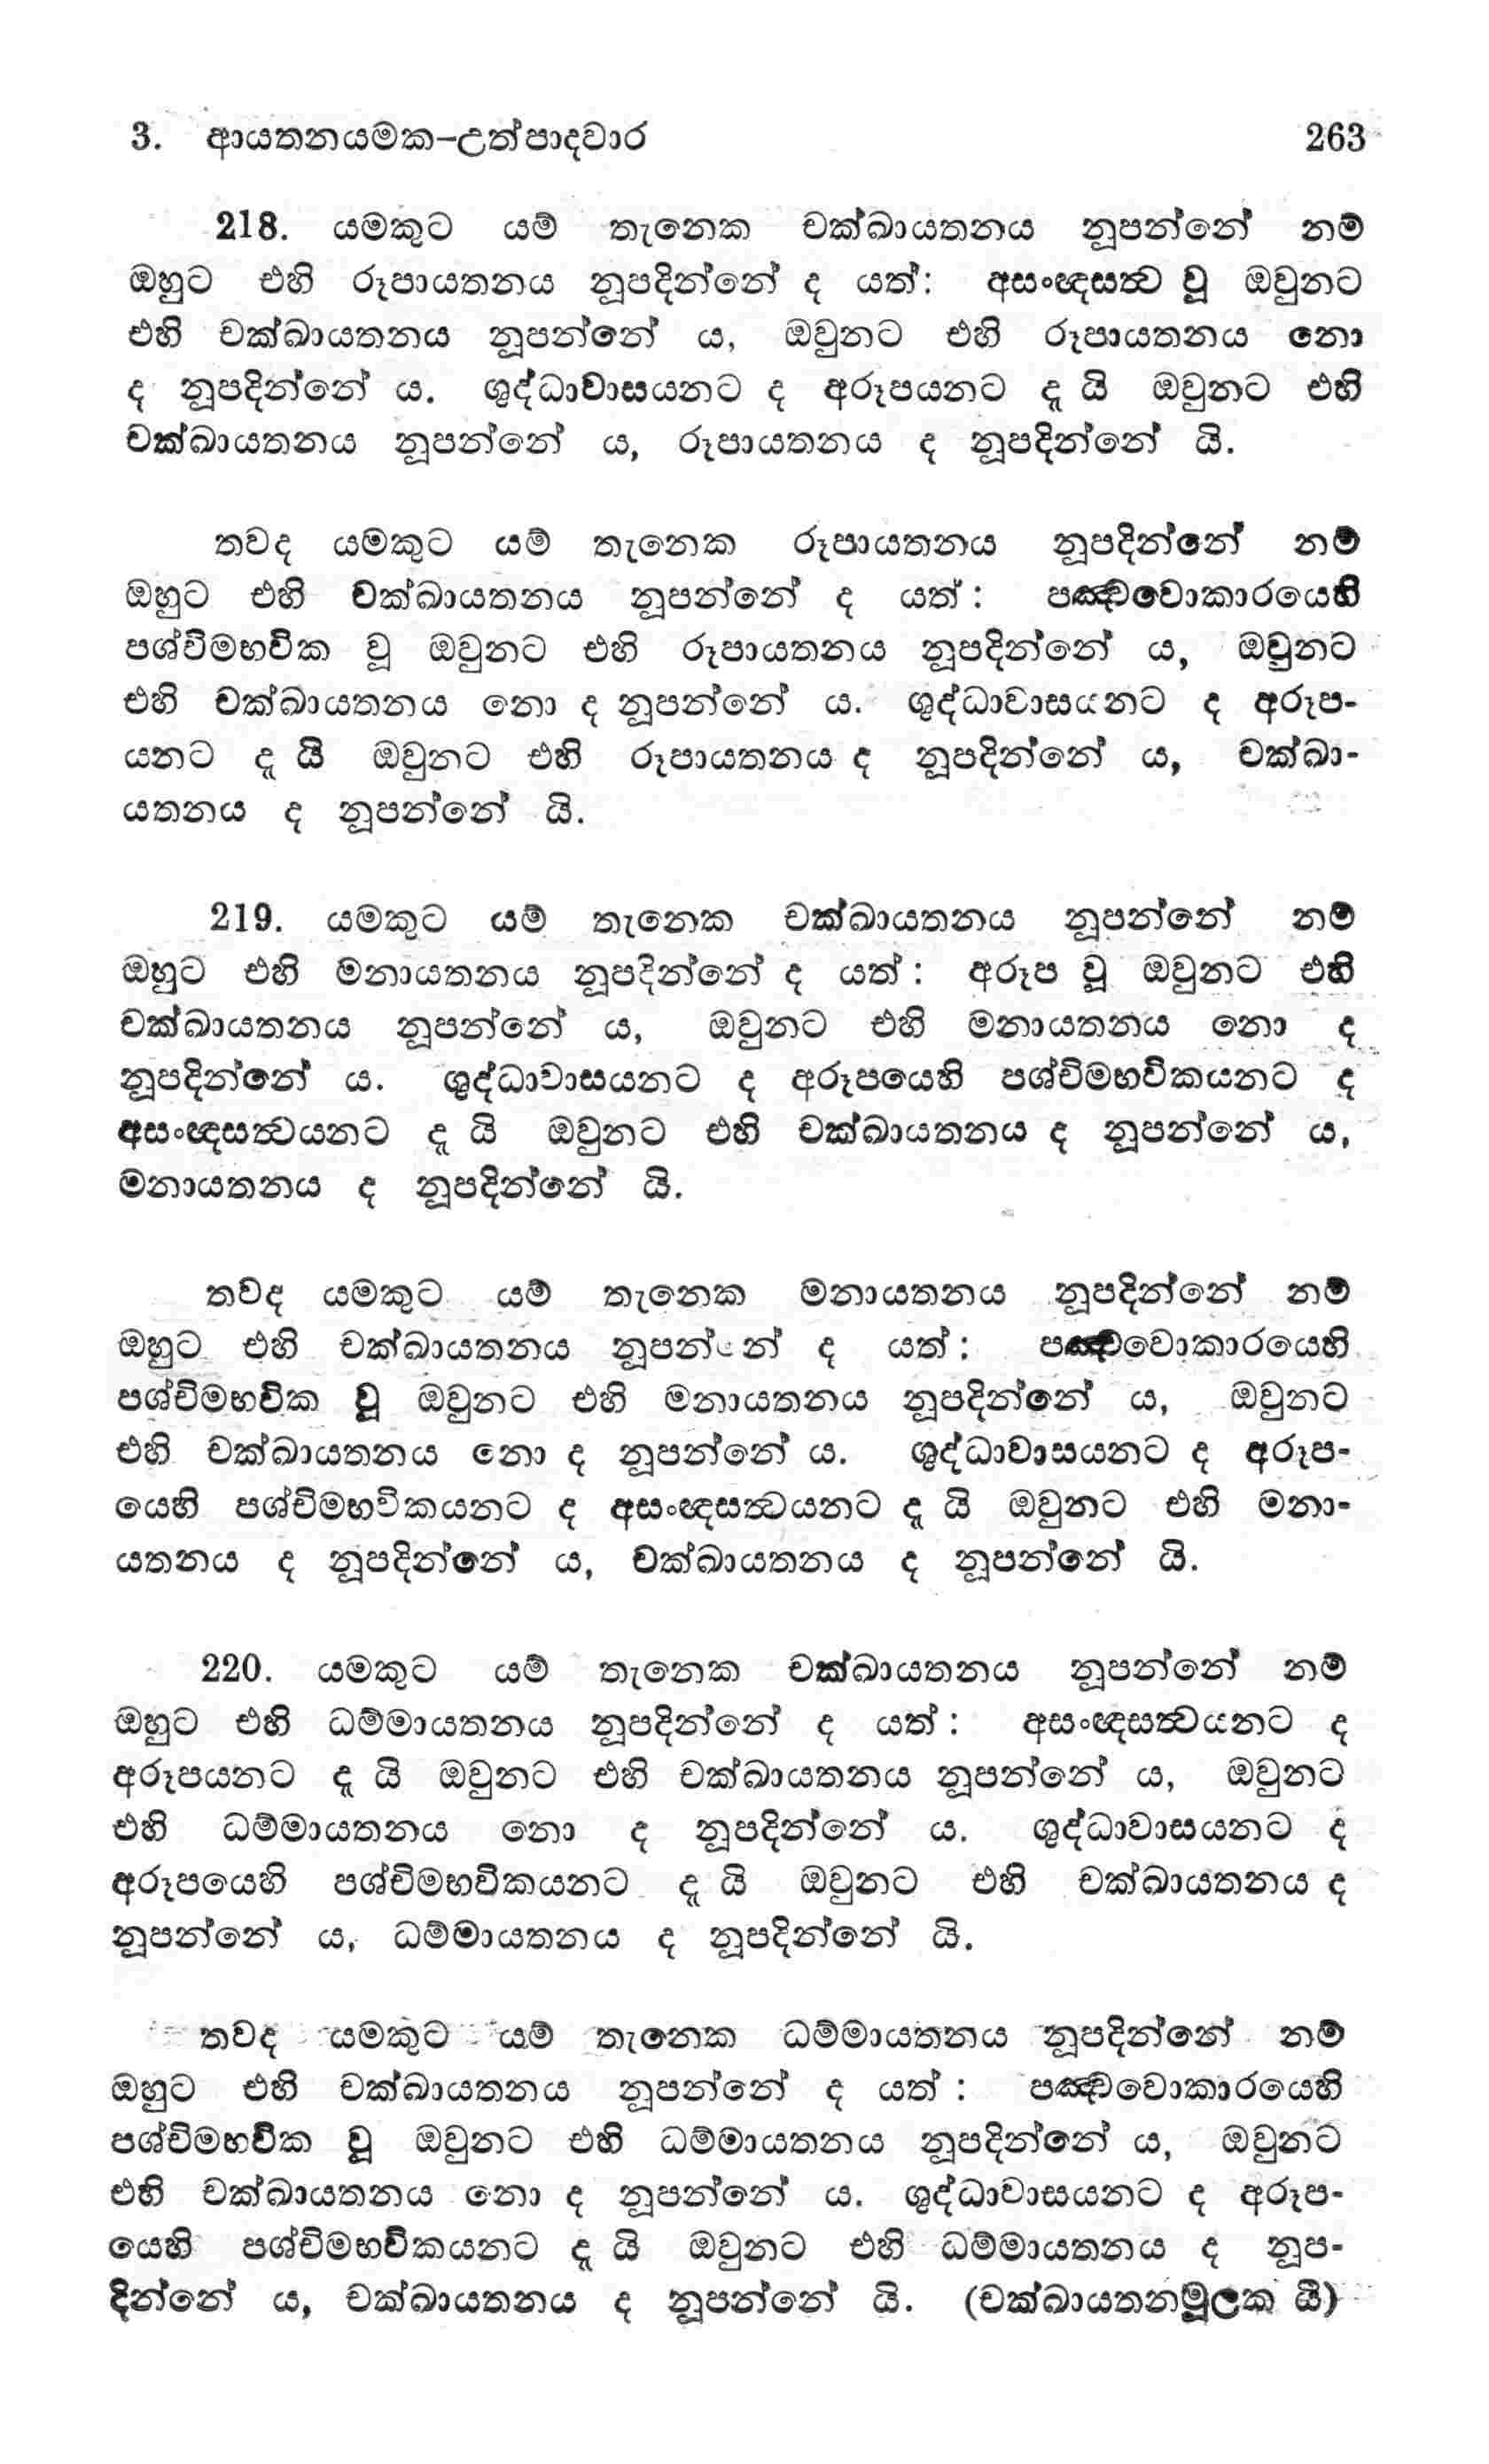 3. ආයතනයමක–උත්පාදවාර 263
218. යමකුට යම් තැනෙක චක්ඛායතනය නූපන්නේ නම්
ඔහුට එහි රූපායතනය නූපදින්නේ ද යත්: අසංඥසත්‍ව වූ ඔවුනට
එහි චක්ඛායතනය නූපන්නේ ය, ඔවුනට එහි රූපායතනය නො
ද නූපදින්නේ ය. ශුද්ධාවාසයනට ද අරූපයනට දැ යි ඔවුනට එහි
චක්ඛායතනය නූපන්නේ ය, රූපායතනය ද නූපදින්නේ යි.
තවද යමකුට යම් තැනෙක රූපායතනය නූපදින්නේ නම්
ඔහුට එහි චක්ඛායතනය නූපන්නේ ද යත්: පඤ්චවොකාරයෙහි
පශ්චිමභවික වූ ඔවුනට එහි රූපායතනය නූපදින්නේ ය, ඔවුනට
එහි චක්ඛායතනය නො ද නූපන්නේ ය. ශුද්ධාවාසයනට ද අරූප-
යනට දැ යි ඔවුනට එහි රූපායතනය ද නූපදින්නේ ය, චක්ඛා-
යතනය ද නූපන්නේ යි.
219. යමකුට යම් තැනෙක චක්ඛායතනය නූපන්නේ නම්
ඔහුට එහි මනායතනය නූපදින්නේ ද යත්: අරූප වූ ඔවුනට එහි
චක්ඛායතනය නූපන්නේ ය, ඔවුනට එහි මනායතනය නො ද
නූපදින්නේ ය. ශුද්ධාවාසයනට ද අරූපයෙහි පශ්චිමභවිකයනට ද
අසංඥසත්‍වයනට දැ යි ඔවුනට එහි චක්ඛායතනය ද නූපන්නේ ය,
මනායතනය ද නූපදින්නේ යි.
තවද යමකුට යම් තැනෙක මනායතනය නූපදින්නේ නම්
ඔහුට එහි චක්ඛායතනය නූපන්නේ ද යත්: පඤ්චවොකාරයෙහි
පශ්චිමභවික වූ ඔවුනට එහි මනායතනය නූපදින්නේ ය, ඔවුනට
එහි චක්ඛායතනය නො ද නූපන්නේ ය. ශුද්ධාවාසයනට ද අරූප-
යෙහි පශ්චිමභවිකයනට ද අසංඥසත්‍වයනට දැ යි ඔවුනට එහි මනා-
යතනය ද නූපදින්නේ ය, චක්ඛායතනය ද නූපන්නේ යි.
220. යමකුට යම් තැනෙක චක්ඛායතනය නූපන්නේ නම්
ඔහුට එහි ධම්මායතනය නූපදින්නේ ද යත්: අසංඥසත්‍වයනට ද
අරූපයනට දැ යි ඔවුනට එහි චක්ඛායතනය නූපන්නේ ය, ඔවුනට
එහි ධම්මායතනය නො ද නූපදින්නේ ය. ශුද්ධාවාසයනට ද
අරූපයෙහි පශ්චිමභවිකයනට දැ යි ඔවුනට එහි චක්ඛායතනය ද
නූපන්නේ ය, ධම්මායතනය ද නූපදින්නේ යි.
තවද යමකුට යම් තැනෙක ධම්මායතනය නූපදින්නේ නම්
ඔහුට එහි චක්ඛායතනය නූපන්නේ ද යත්: පඤ්චවොකාරයෙහි
පශ්චිමභවික වූ ඔවුනට එහි ධම්මායතනය නූපදින්නේ ය, ඔවුනට
එහි චක්ඛායතනය නො ද නූපන්නේ ය. ශුද්ධාවාසයනට ද අරූප-
යෙහි පශ්චිමභවිකයනට දැ යි ඔවුනට එහි ධම්මායතනය ද නූප-
දින්නේ ය, චක්ඛායතනය ද නූපන්නේ යි. (චක්ඛායතනමූලක යි)